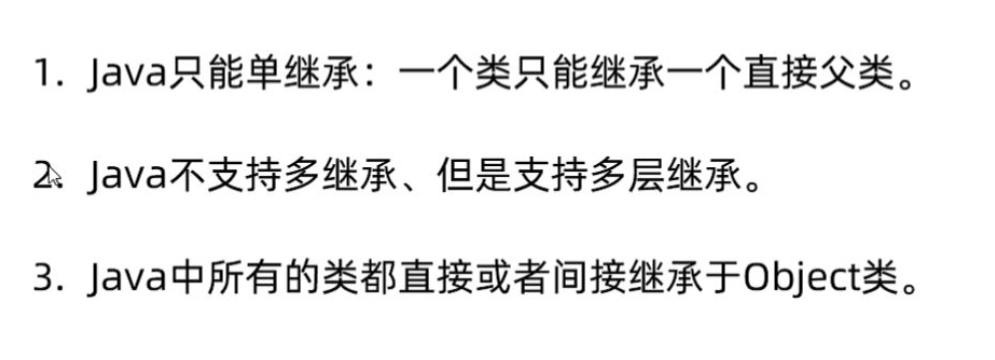 1. Java只能单继承：一个类只能继承一个直接父类。
2. Java不支持多继承、但是支持多层继承。
3. Java中所有的类都直接或者间接继承于Object类。